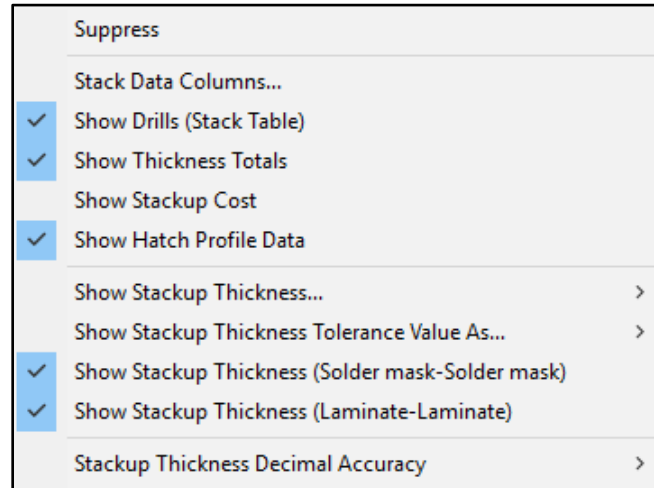 Suppress
Stack Data Columns...
Show Drills (Stack Table)
Show Thickness Totals
Show Stackup Cost
Show Hatch Profile Data
Show Stackup Thickness...
Show Stackup Thickness Tolerance Value As...
Show Stackup Thickness (Solder mask-Solder mask)
Show Stackup Thickness (Laminate-Laminate)
Stackup Thickness Decimal Accuracy